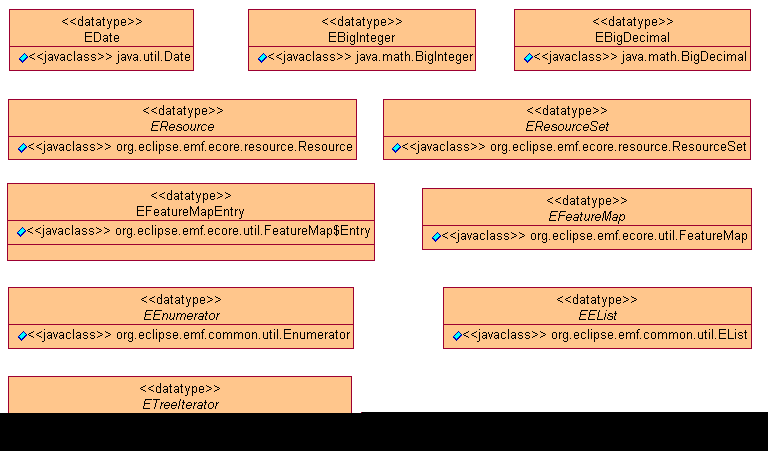 <<datatype>>
EDate
<<javaclass>> java.util.Date
<<datatype>>
EBigInteger
<<javaclass>> java.math.BigInteger
<<datatype>>
EBigDecimal
<<javaclass>> java.math.BigDecimal
<<datatype>>
EResource
<<javaclass>> org.eclipse.emf.ecore.resource.Resource
<<datatype>>
EResourceSet
<<javaclass>> org.eclipse.emf.ecore.resource.ResourceSet
<<datatype>>
EFeatureMapEntry
<<javaclass>> org.eclipse.emf.ecore.util.FeatureMap$Entry
<<datatype>>
EFeatureMap
<<javaclass>> org.eclipse.emf.ecore.util.FeatureMap
<<datatype>>
EEnumerator
<<javaclass>> org.eclipse.emf.common.util.Enumerator
<<datatype>>
EEList
<<javaclass>> org.eclipse.emf.common.util.EList
<<datatype>>
ETreeIterator